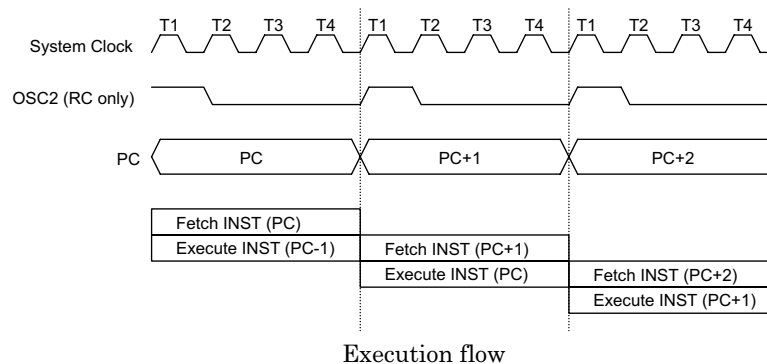 T1 T2 T3 T4 T1 T2 T3 T4 T1 T2 T3 T4
System Clock
OSC2 (RC only)
PC PC PC+1 PC+2
Fetch INST (PC)
Execute INST (PC-1) Fetch INST (PC+1)
Execute INST (PC) Fetch INST (PC+2)
Execute INST (PC+1)
Execution flow